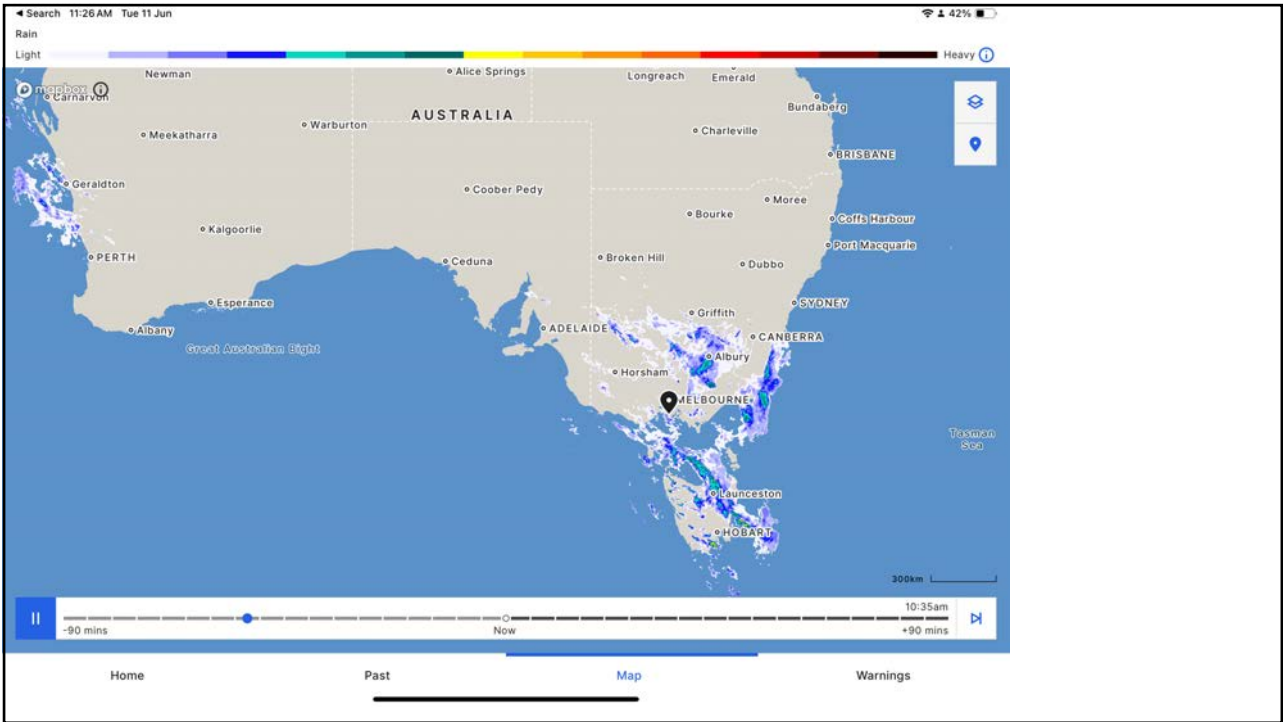 ◀ Search 11:26 AM Tue 11 Jun 42%
Rain
Light Heavy
Newman Alice Springs Longreach Emerald
mapbox
Carnarvon Bundaberg
AUSTRALIA
Warburton Charleville
Meekatharra
BRISBANE
Geraldton Coober Pedy
Moree
Bourke Coffs Harbour
Kalgoorlie
Port Macquarie
PERTH Ceduna Broken Hill Dubbo
Esperance SYDNEY
Griffith
Albany ADELAIDE CANBERRA
Great Australian Bight
Albury
Horsham
MELBOURNE
Tasman
Sea
Launceston
HOBART
300km
10:35am
-90 mins Now +90 mins
Home Past Map Warnings